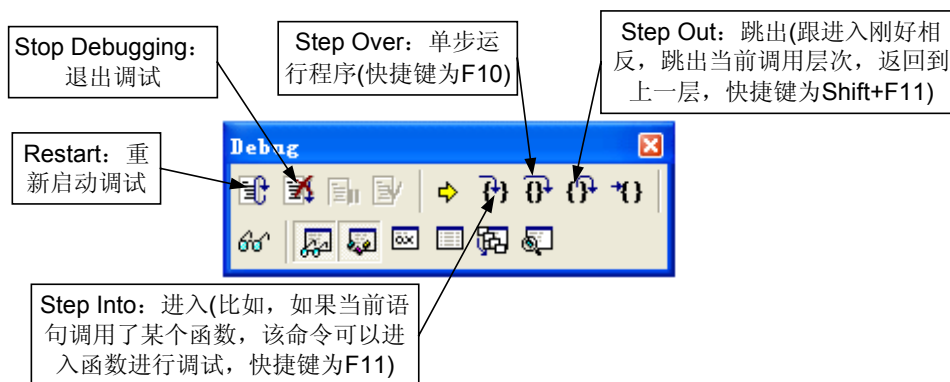 Stop Debugging：
退出调试
Step Over：单步运
行程序(快捷键为F10)
Step Out：跳出(跟进入刚好相
反，跳出当前调用层次，返回到
上一层，快捷键为Shift+F11)
Restart：重
新启动调试
Debug
Step Into：进入(比如，如果当前语
句调用了某个函数，该命令可以进
入函数进行调试，快捷键为F11)